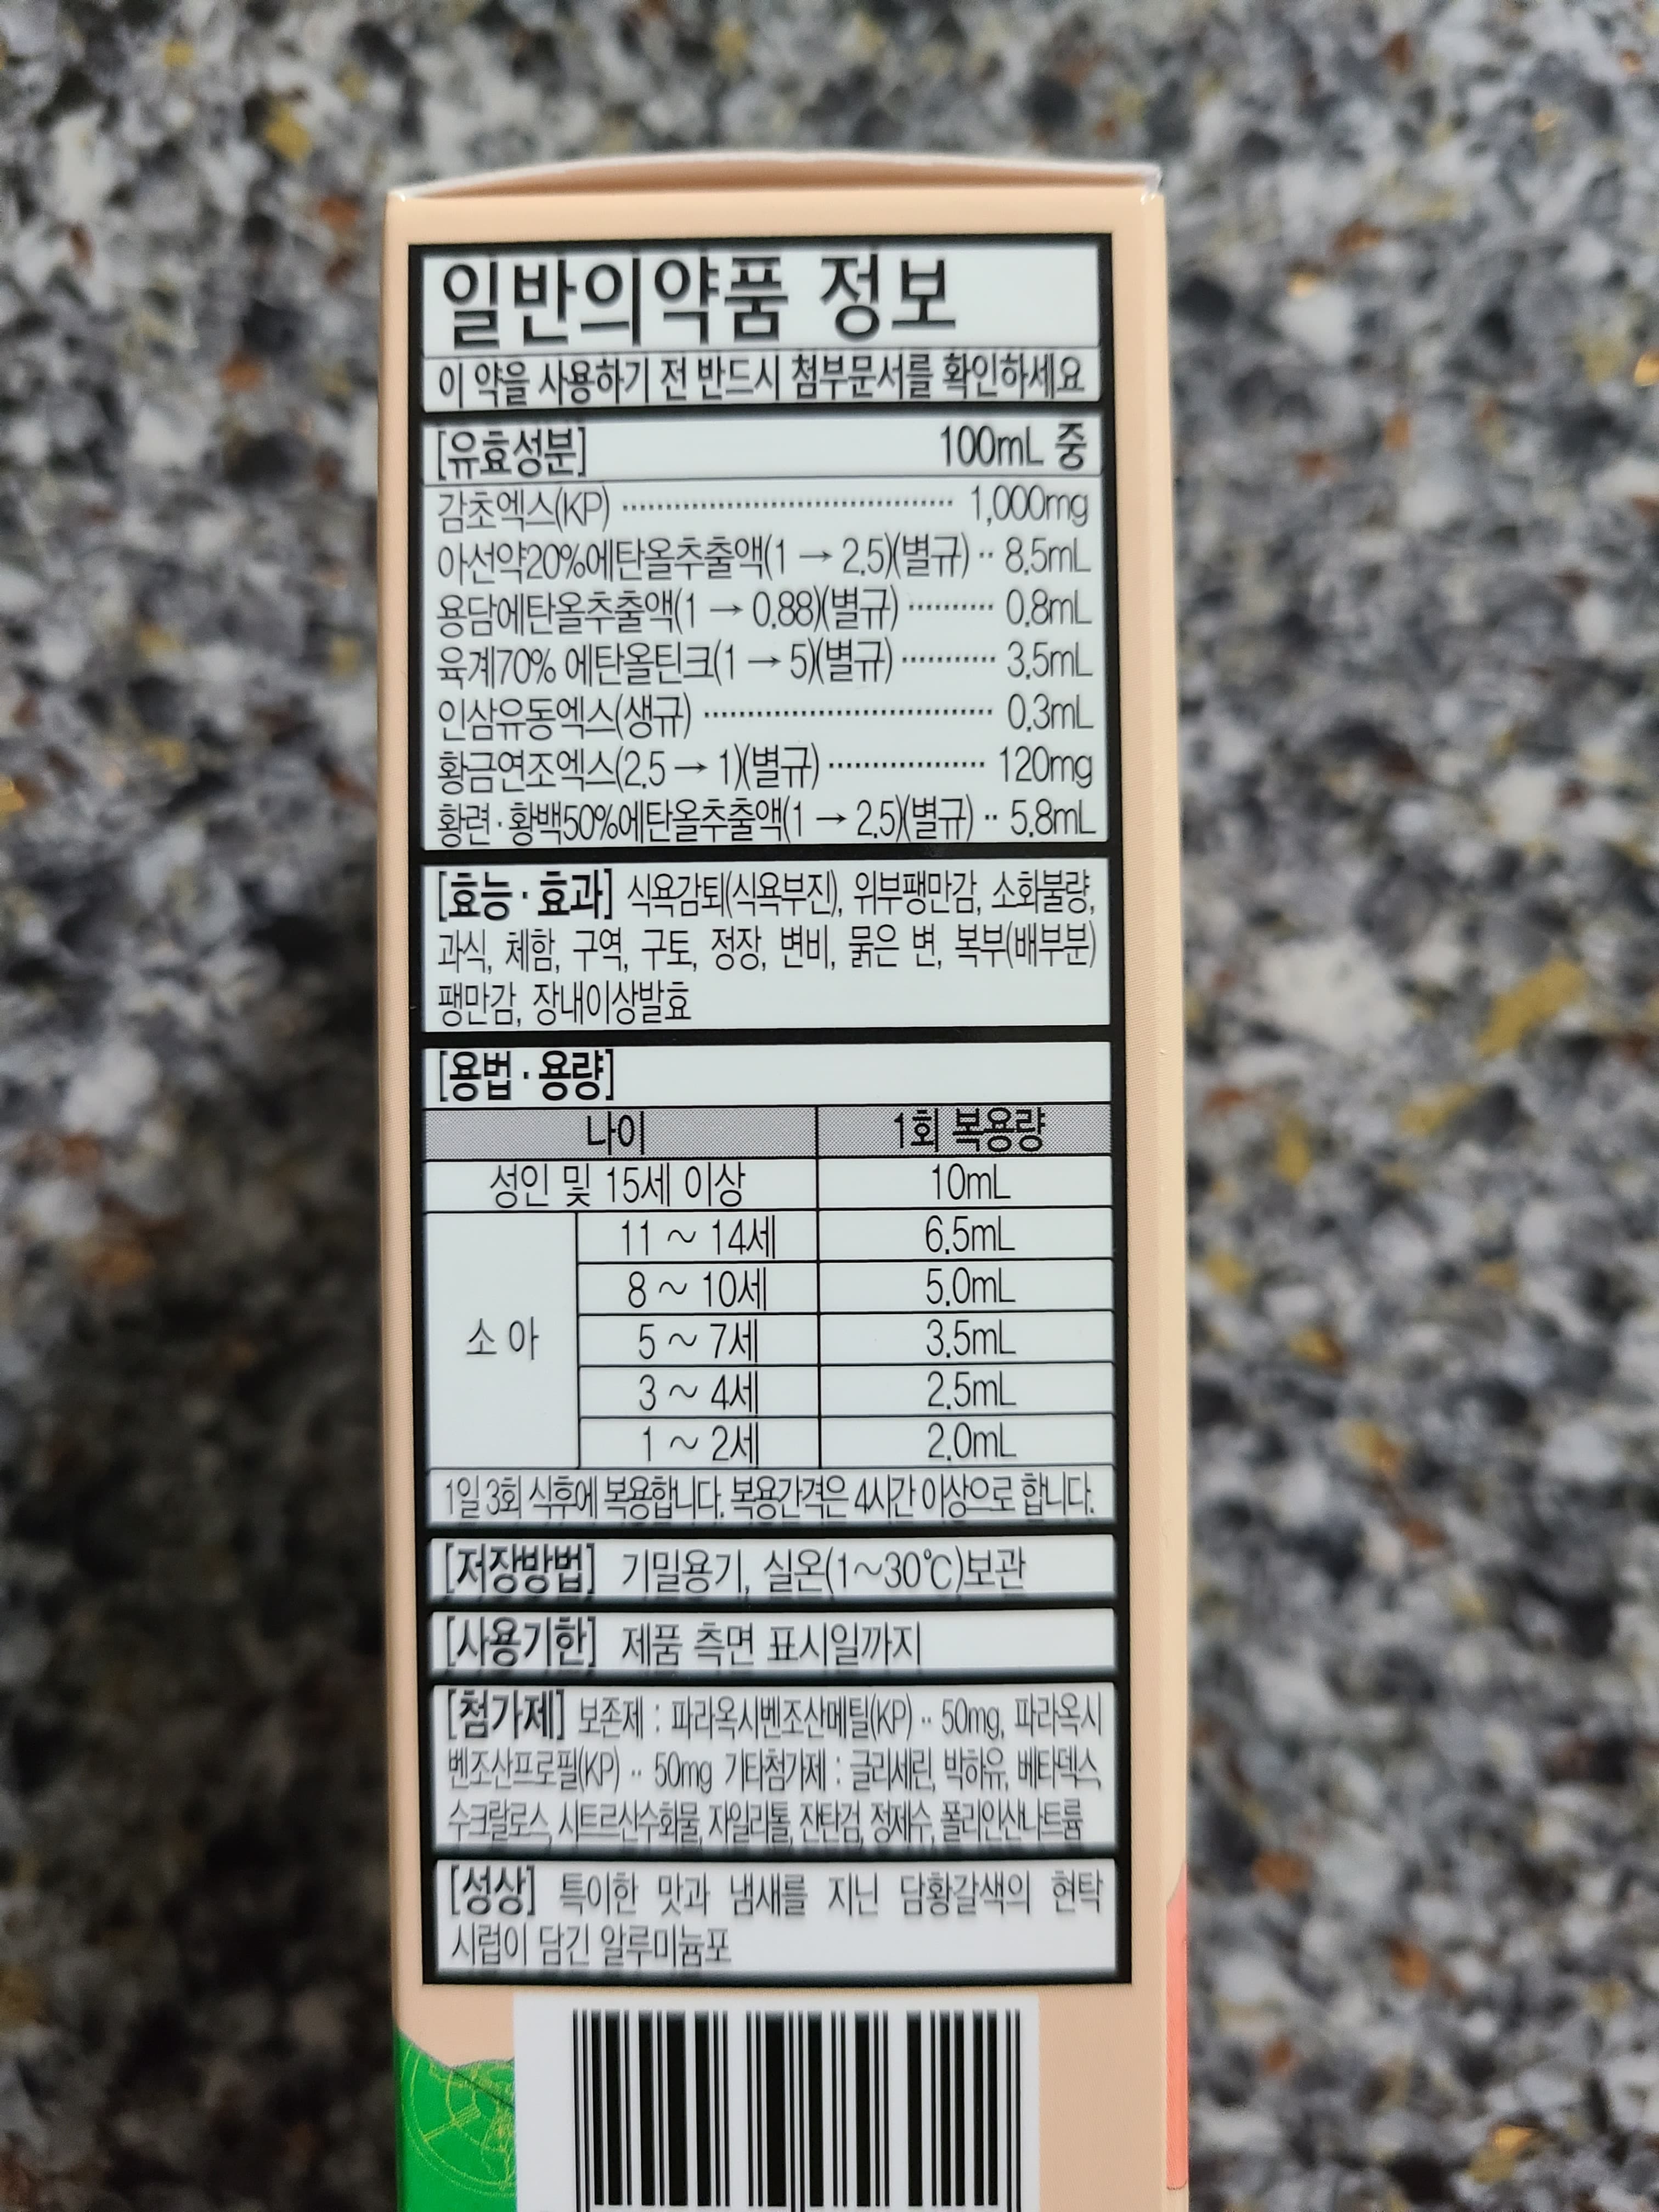 일반의약품 정보
이 약을 사용하기 전 반드시 첨부문서를 확인하세요
[유효성분] 100mL 중
감초엑스(KP) ································ 1,000mg
아선약20%에탄올추출액(1 → 2.5)(별규) ·· 8.5mL
용담에탄올추출액(1 → 0.88)(별규) ·········· 0.8mL
육계70% 에탄올틴크(1 → 5)(별규) ··········· 3.5mL
인삼유동엑스(생규) ································ 0.3mL
황금연조엑스(2.5 → 1)(별규) ················· 120mg
황련·황백50%에탄올추출액(1 → 2.5)(별규) ·· 5.8mL
[효능·효과] 식욕감퇴(식욕부진), 위부팽만감, 소화불량,
과식, 체함, 구역, 구토, 정장, 변비, 묽은 변, 복부(배부분)
팽만감, 장내이상발효
[용법·용량]
나이 1회 복용량
성인 및 15세 이상 10mL
11 ~ 14세 6.5mL
8 ~ 10세 5.0mL
소 아 5 ~ 7세 3.5mL
3 ~ 4세 2.5mL
1 ~ 2세 2.0mL
1일 3회 식후에 복용합니다. 복용간격은 4시간 이상으로 합니다.
[저장방법] 기밀용기, 실온(1~30℃)보관
[사용기한] 제품 측면 표시일까지
[첨가제] 보존제 : 파라옥시벤조산메틸(KP) ·· 50mg, 파라옥시
벤조산프로필(KP) ·· 50mg 기타첨가제 : 글리세린, 박하유, 베타덱스,
수크랄로스, 시트르산수화물, 자일리톨, 잔탄검, 정제수, 폴리인산나트륨
[성상] 특이한 맛과 냄새를 지닌 담황갈색의 현탁
시럽이 담긴 알루미늄포